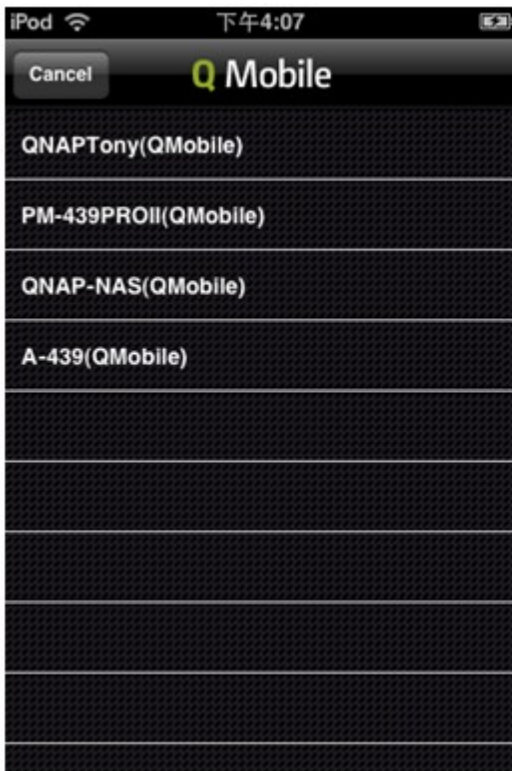 iPod 下午4:07
Cancel Q Mobile
QNAPTony(QMobile)
PM-439PROII(QMobile)
QNAP-NAS(QMobile)
A-439(QMobile)